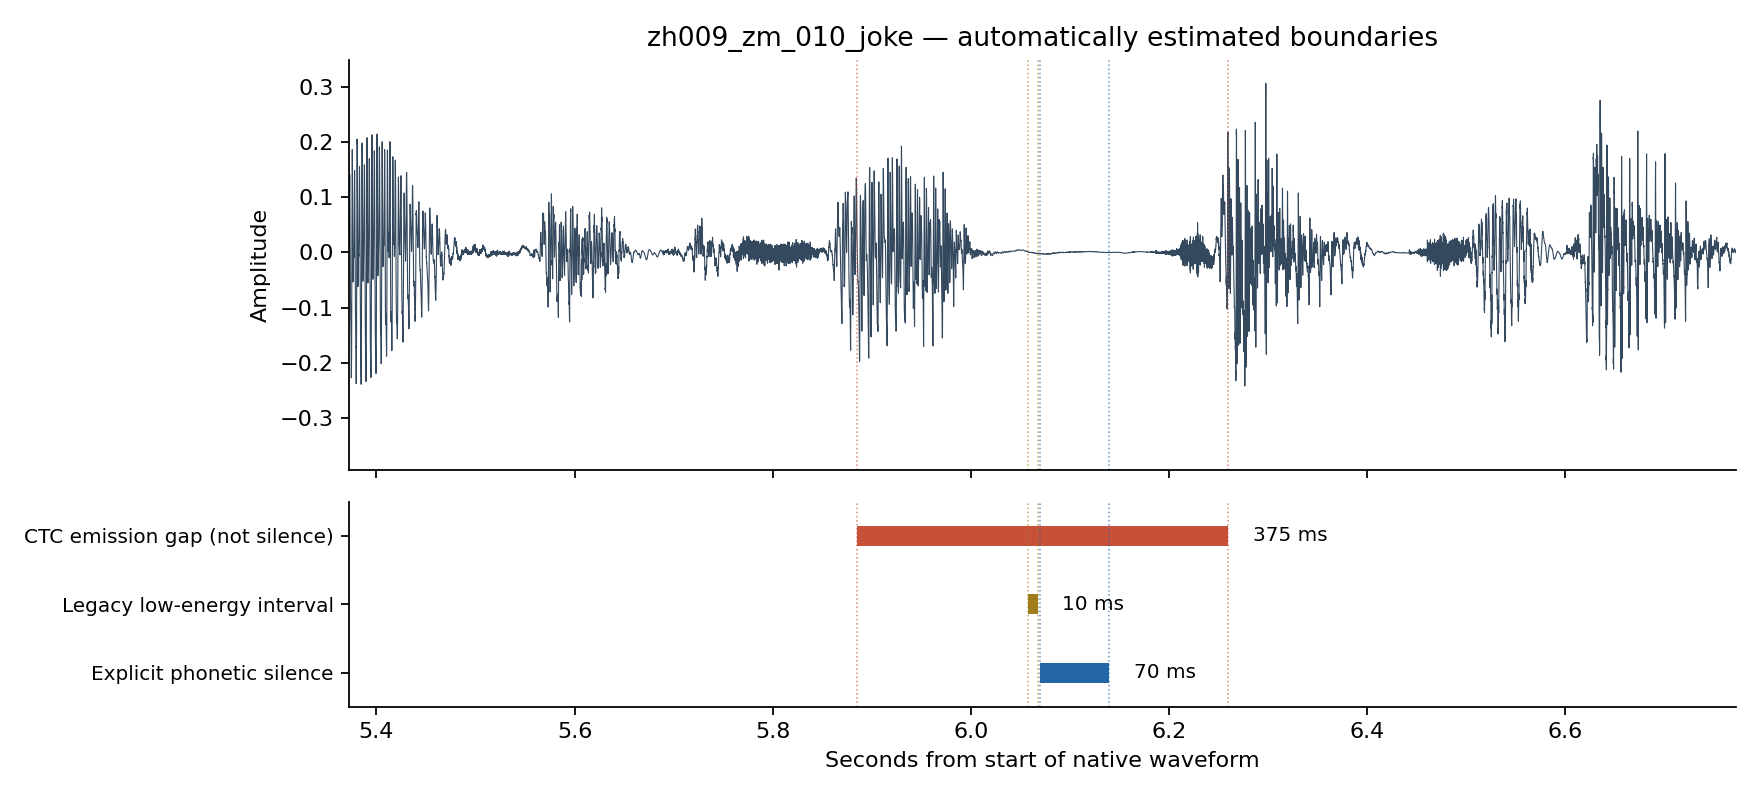 zh009_zm_010_joke — automatically estimated boundaries
Amplitude
0.3
0.2
0.1
0.0
−0.1
−0.2
−0.3
CTC emission gap (not silence)
375 ms
Legacy low-energy interval
10 ms
Explicit phonetic silence
70 ms
5.4 5.6 5.8 6.0 6.2 6.4 6.6
Seconds from start of native waveform